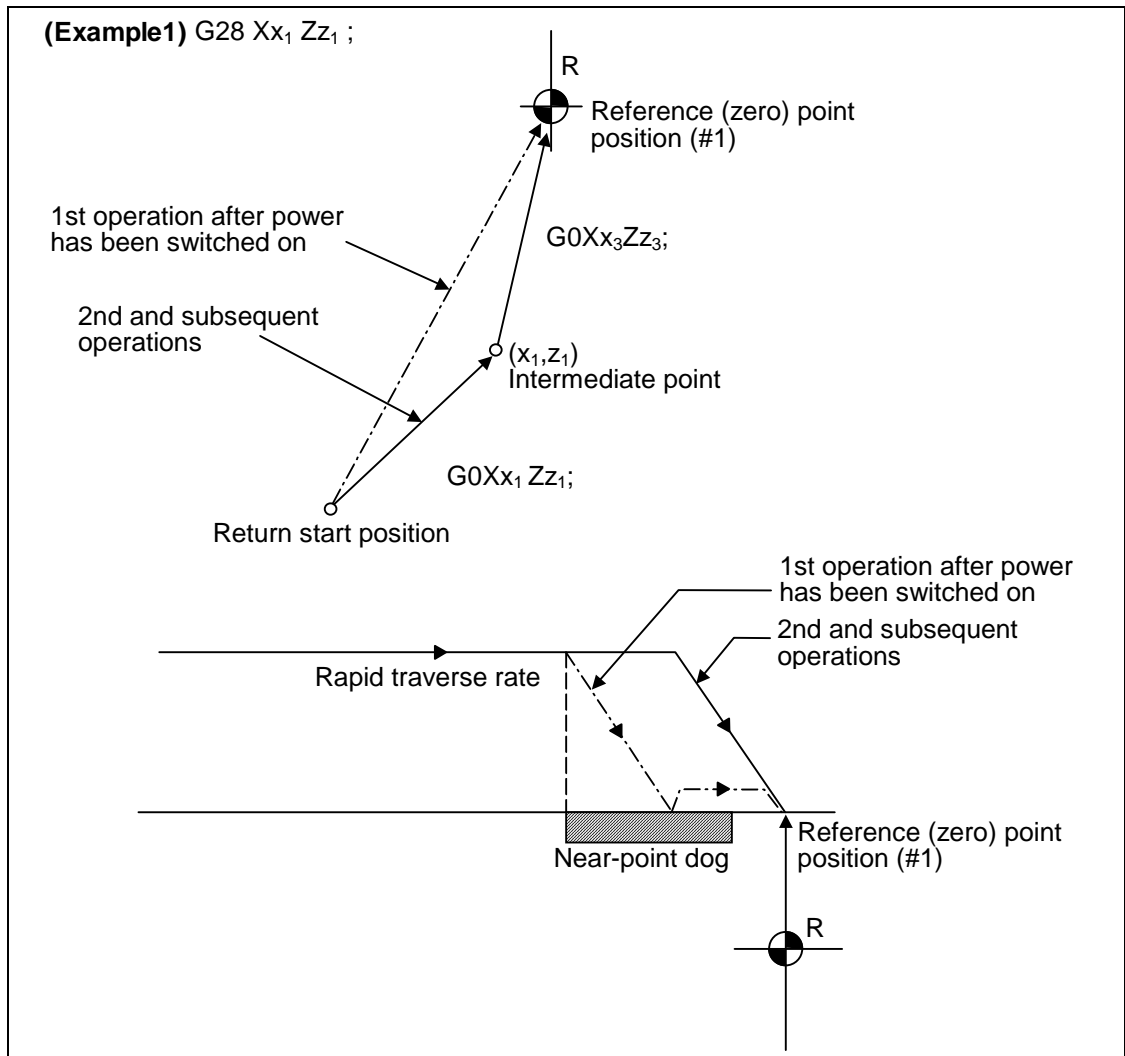 (Example1) G28 Xx₁ Zz₁ ;
R
Reference (zero) point
position (#1)
1st operation after power
has been switched on
G0Xx₃Zz₃;
2nd and subsequent
operations
(x₁,z₁)
Intermediate point
G0Xx₁ Zz₁;
Return start position
1st operation after power
has been switched on
2nd and subsequent
operations
Rapid traverse rate
Reference (zero) point
position (#1)
Near-point dog
R